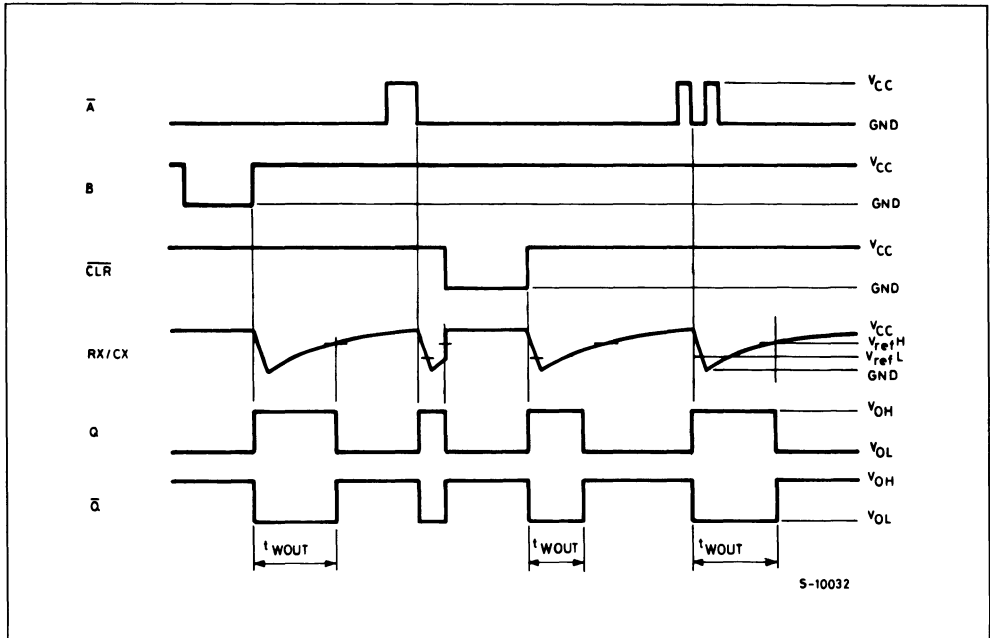 A̅
VCC
GND
B
VCC
GND
C̅L̅R̅
VCC
GND
RX/CX
VCC
VrefH
VrefL
GND
Q
VOH
VOL
Q̅
VOH
VOL
tWOUT tWOUT tWOUT
S-10032